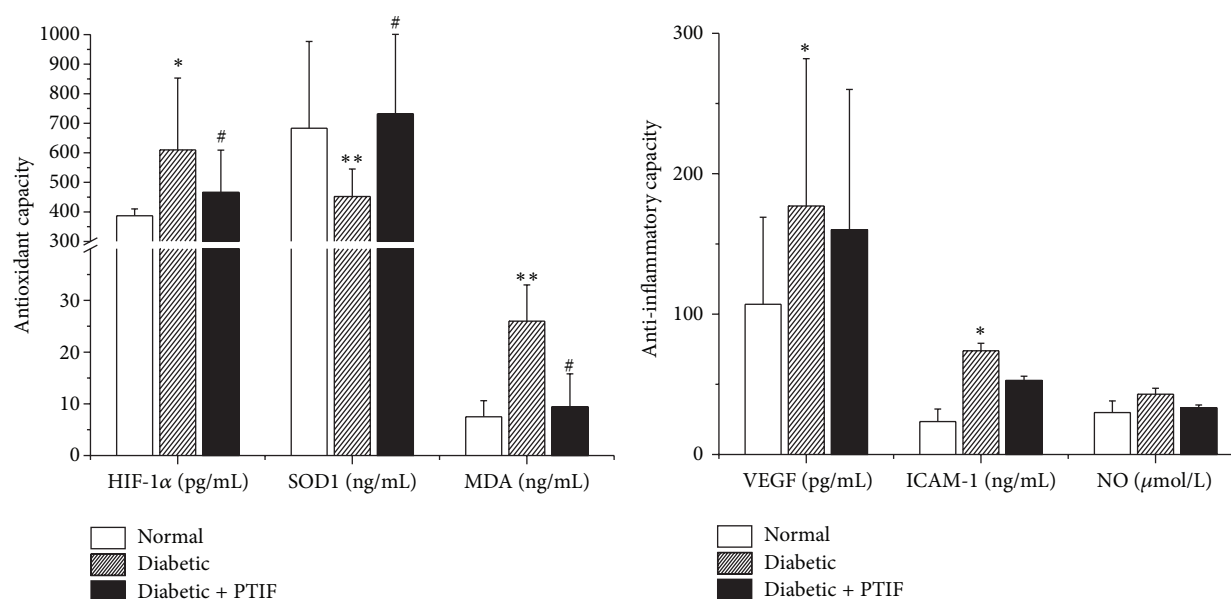 Antioxidant capacity
1000
900
800
700
600
500
400
300
30
20
10
0
*
#
**
#
**
#
HIF-1α (pg/mL) SOD1 (ng/mL) MDA (ng/mL)
Normal
Diabetic
Diabetic + PTIF
Anti-inflammatory capacity
300
200
100
0
*
*
VEGF (pg/mL) ICAM-1 (ng/mL) NO (μmol/L)
Normal
Diabetic
Diabetic + PTIF